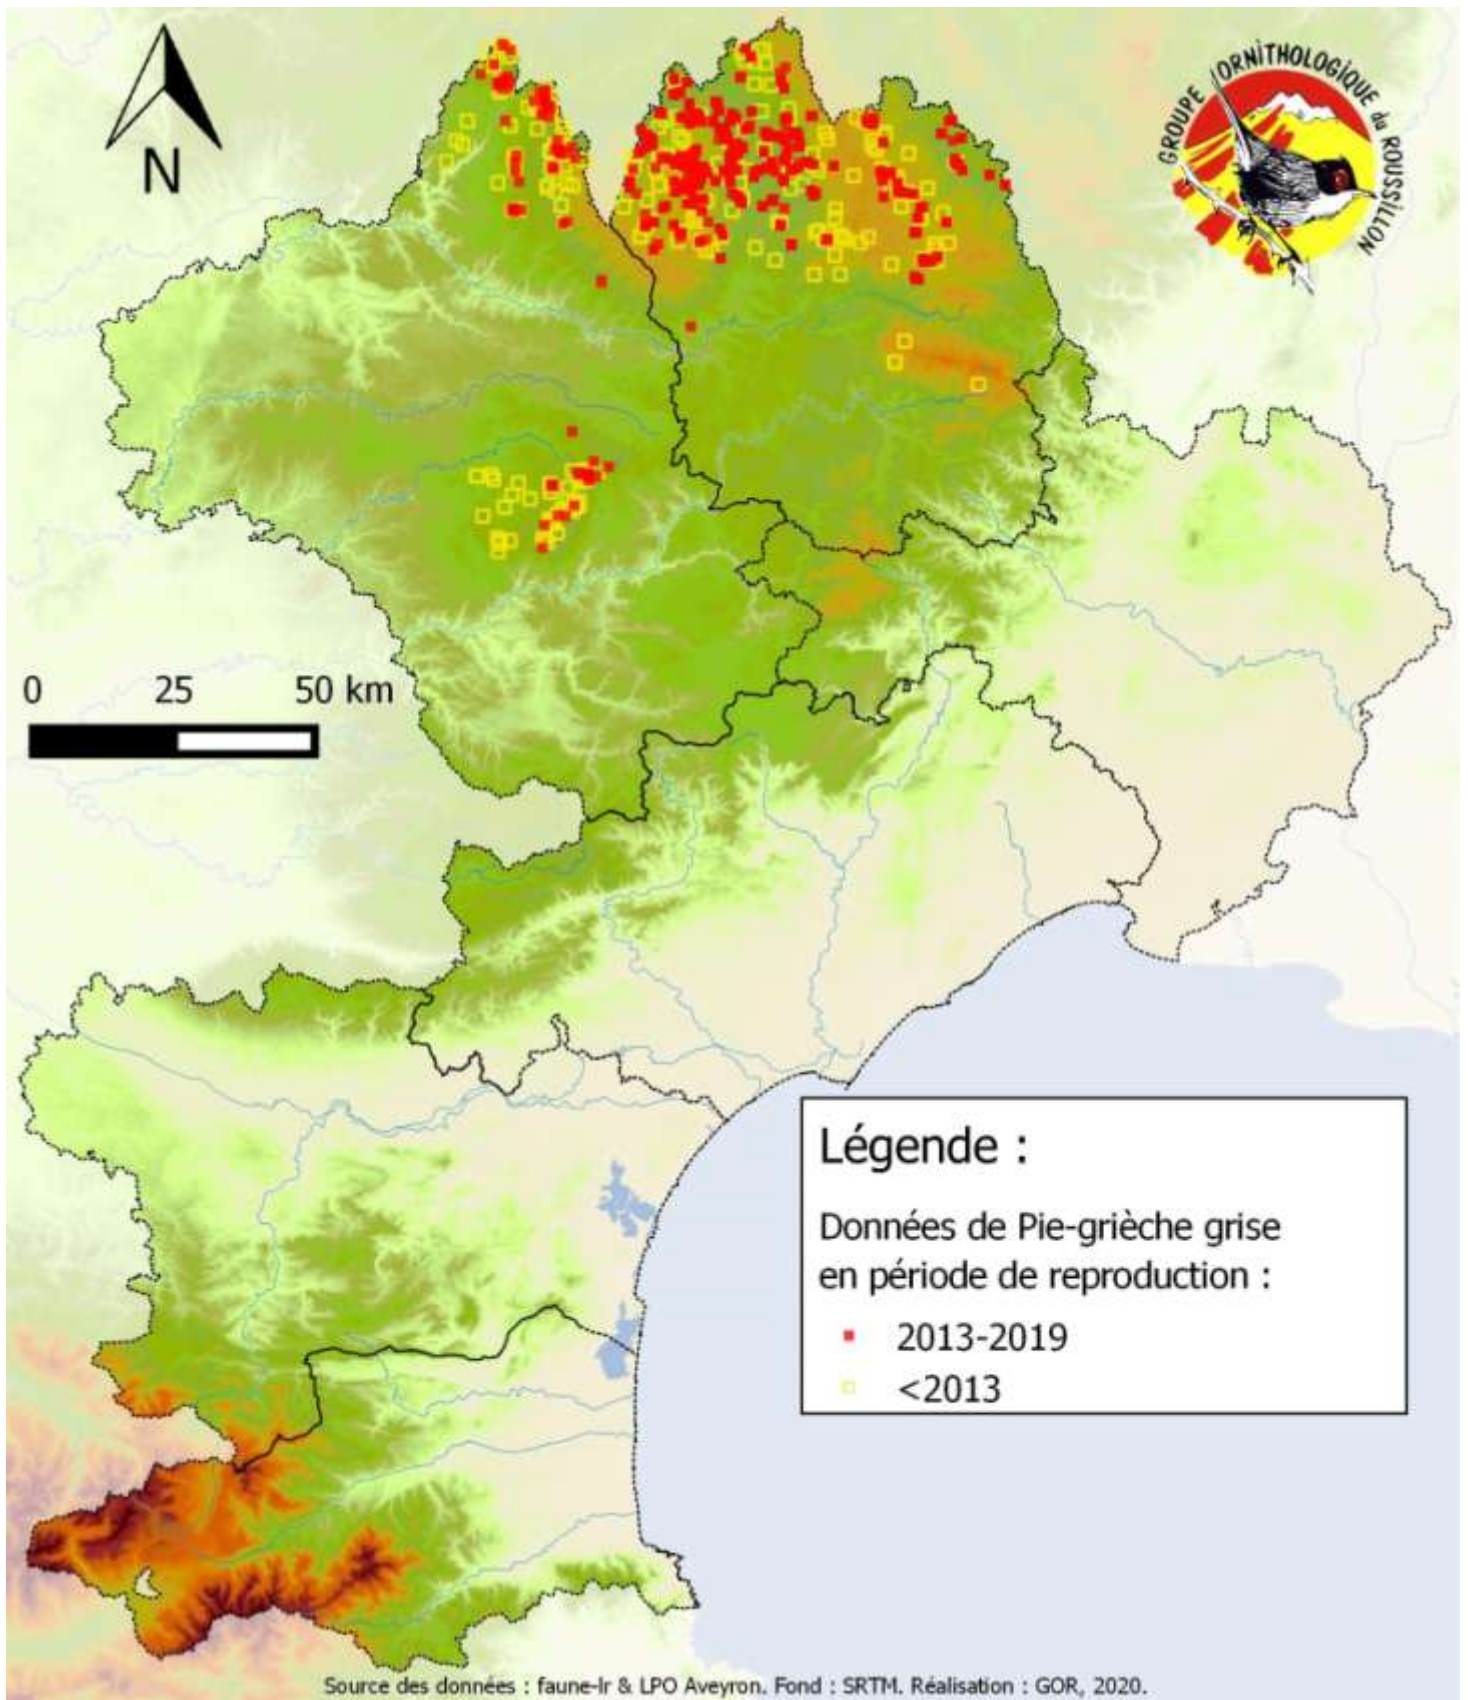 N
GROUPE ORNITHOLOGIQUE du ROUSSILLON
0 25 50 km
Légende :
Données de Pie-grièche grise
en période de reproduction :
2013-2019
<2013
Source des données : faune-lr & LPO Aveyron. Fond : SRTM. Réalisation : GOR, 2020.